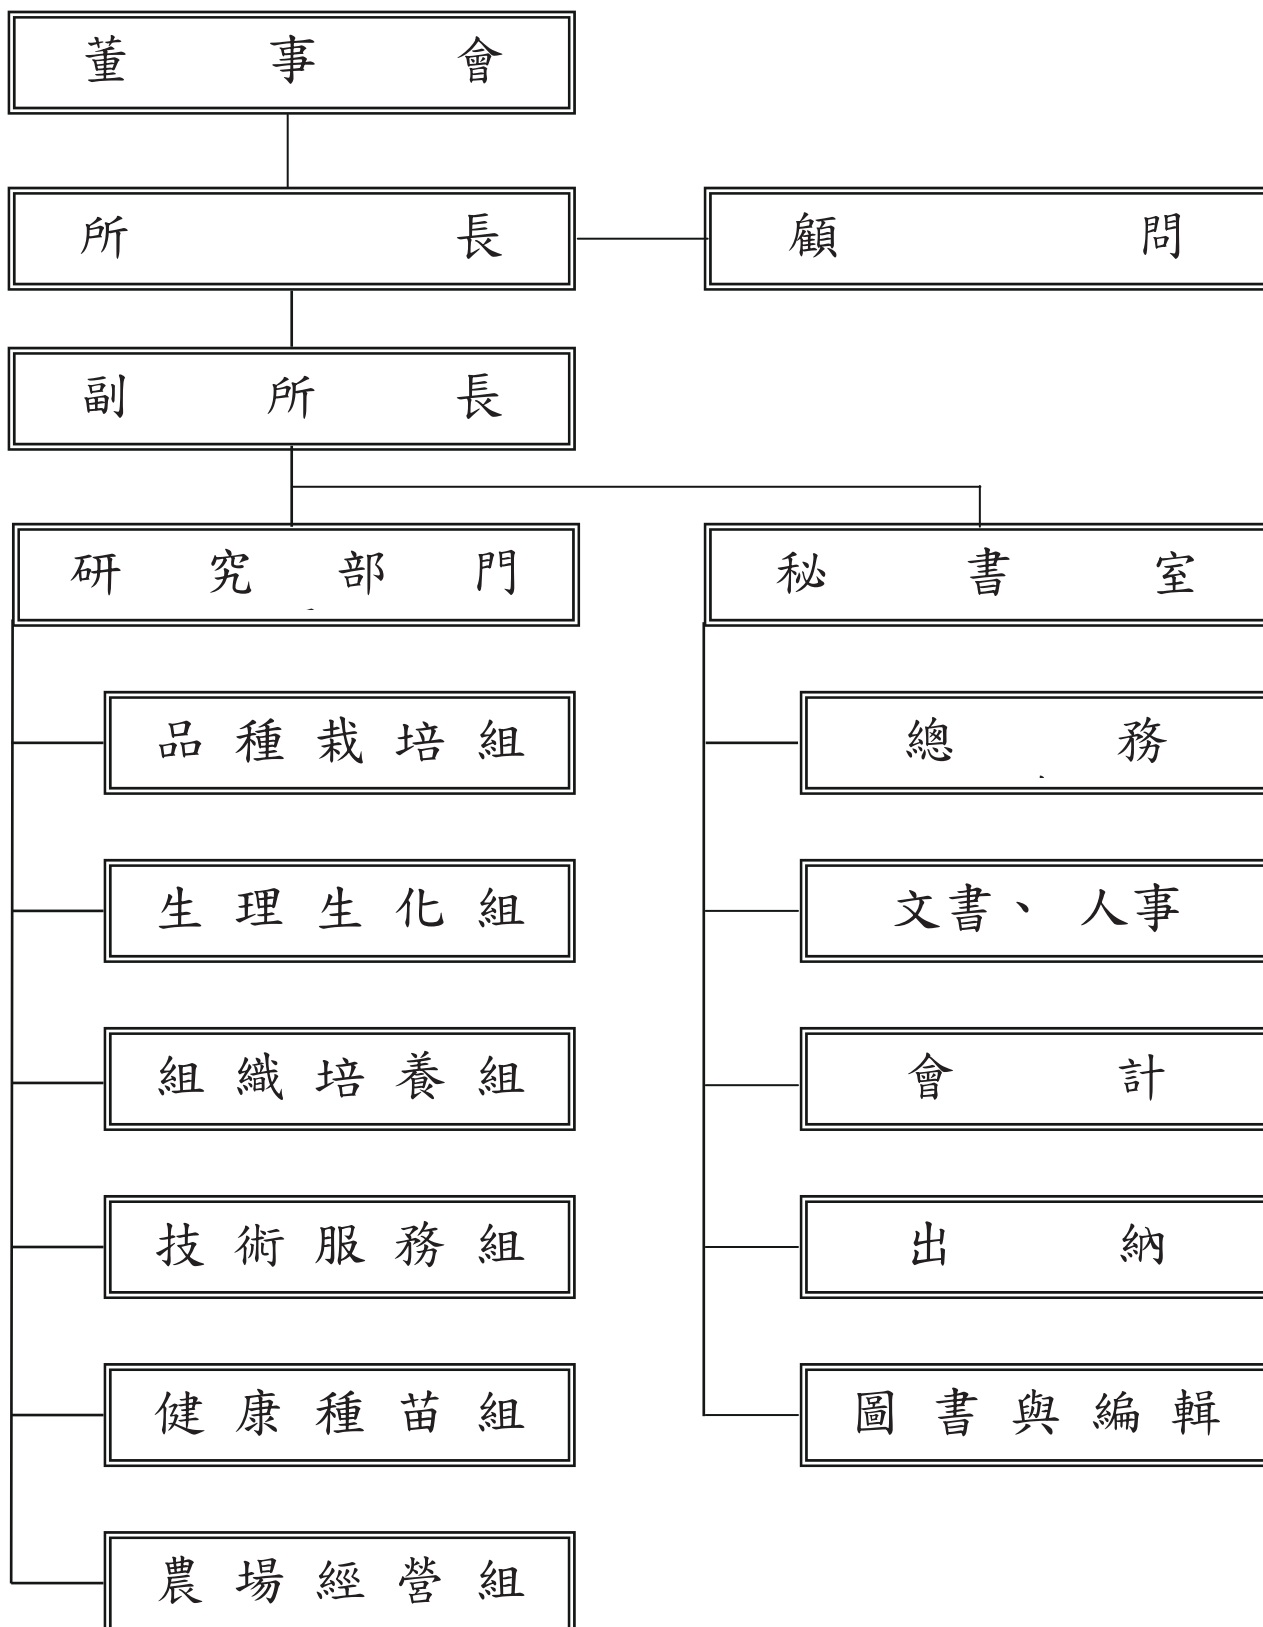 董事會
所長
顧問
副所長
研究部門
秘書室
品種栽培組
總務
生理生化組
文書、人事
組織培養組
會計
技術服務組
出納
健康種苗組
圖書與編輯
農場經營組